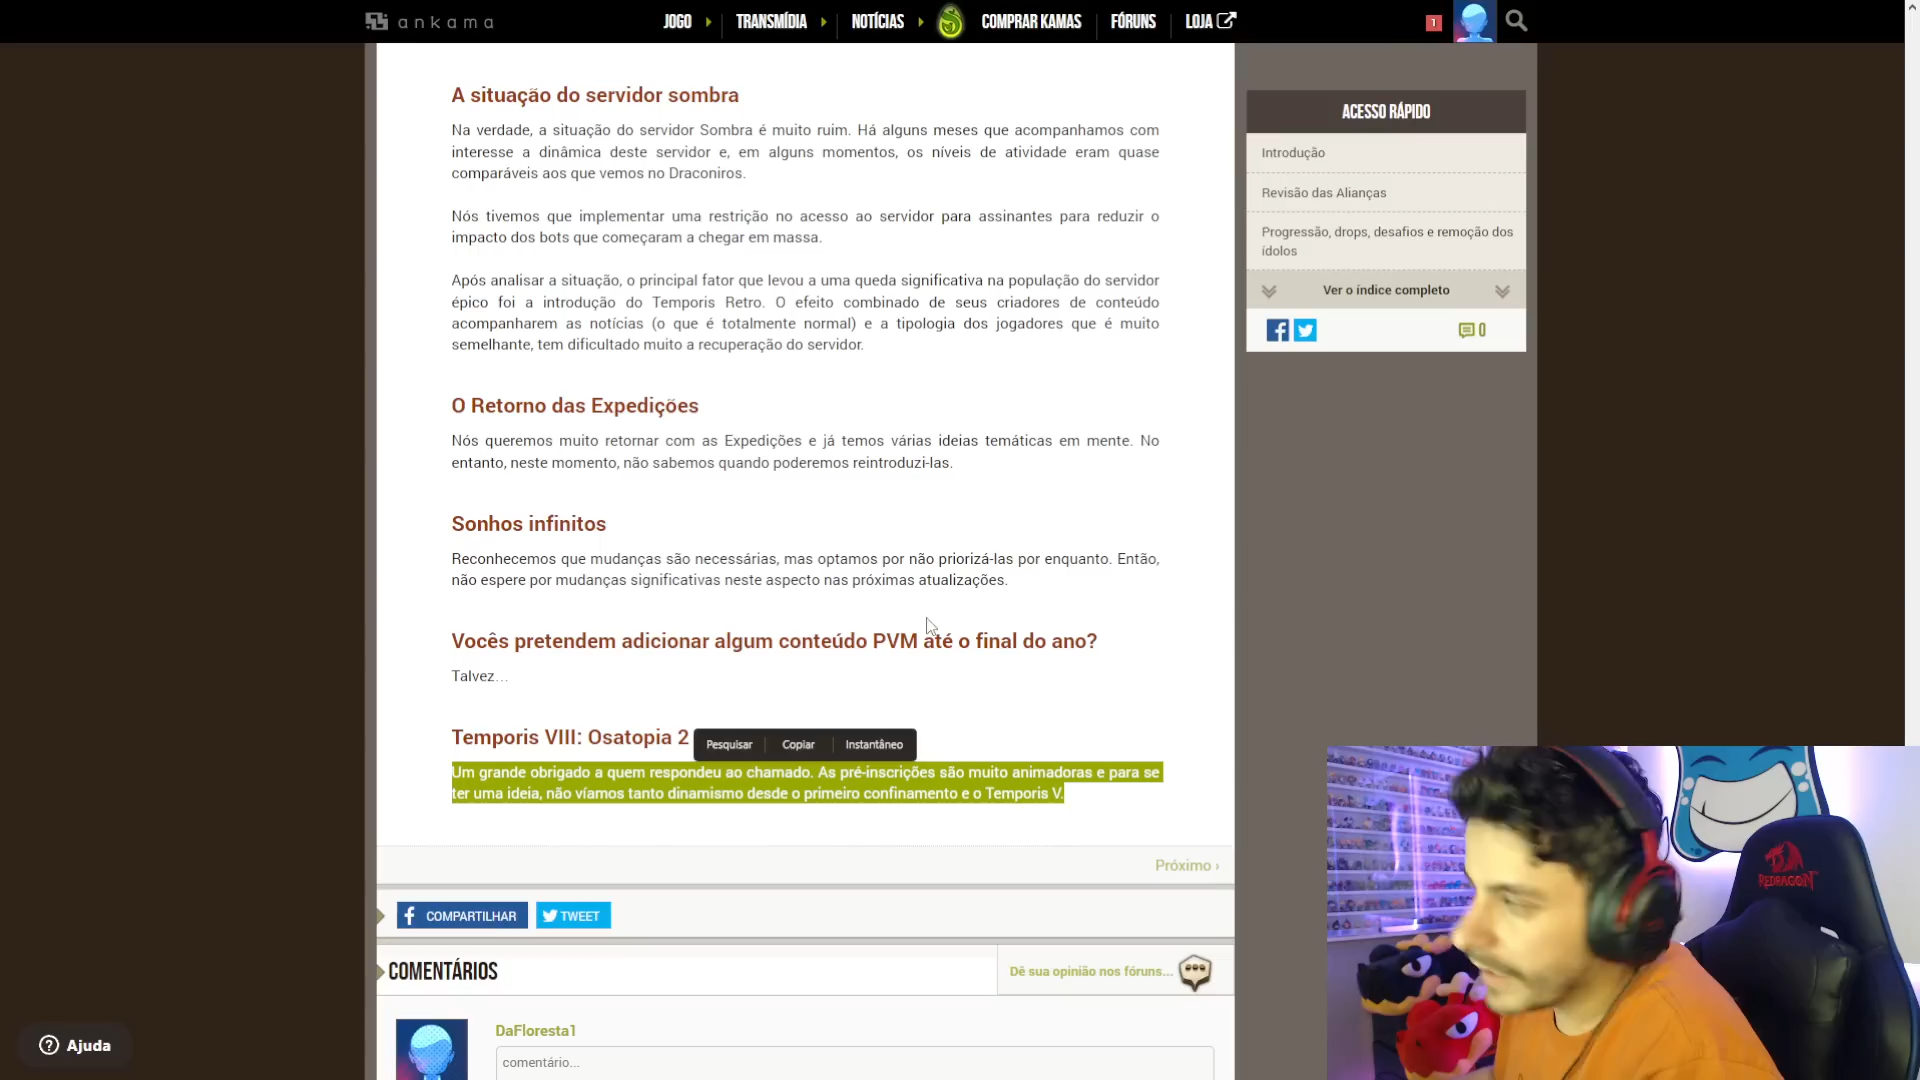 ankama
JOGO
TRANSMÍDIA
NOTÍCIAS
COMPRAR KAMAS
FÓRUNS
LOJA
1
A situação do servidor sombra
Na verdade, a situação do servidor Sombra é muito ruim. Há alguns meses que acompanhamos com
interesse a dinâmica deste servidor e, em alguns momentos, os níveis de atividade eram quase
comparáveis aos que vemos no Draconiros.
Nós tivemos que implementar uma restrição no acesso ao servidor para assinantes para reduzir o
impacto dos bots que começaram a chegar em massa.
Após analisar a situação, o principal fator que levou a uma queda significativa na população do servidor
épico foi a introdução do Temporis Retro. O efeito combinado de seus criadores de conteúdo
acompanharem as notícias (o que é totalmente normal) e a tipologia dos jogadores que é muito
semelhante, tem dificultado muito a recuperação do servidor.
O Retorno das Expedições
Nós queremos muito retornar com as Expedições e já temos várias ideias temáticas em mente. No
entanto, neste momento, não sabemos quando poderemos reintroduzi-las.
Sonhos infinitos
Reconhecemos que mudanças são necessárias, mas optamos por não priorizá-las por enquanto. Então,
não espere por mudanças significativas neste aspecto nas próximas atualizações.
Vocês pretendem adicionar algum conteúdo PVM até o final do ano?
Talvez...
Temporis VIII: Osatopia 2
Pesquisar
Copiar
Instantâneo
Um grande obrigado a quem respondeu ao chamado. As pré-inscrições são muito animadoras e para se
ter uma ideia, não víamos tanto dinamismo desde o primeiro confinamento e o Temporis V.
Próximo ›
COMPARTILHAR
TWEET
COMENTÁRIOS
Dê sua opinião nos fóruns...
DaFloresta1
comentário...
Ajuda
ACESSO RÁPIDO
Introdução
Revisão das Alianças
Progressão, drops, desafios e remoção dos
ídolos
Ver o índice completo
0
REDRAGON